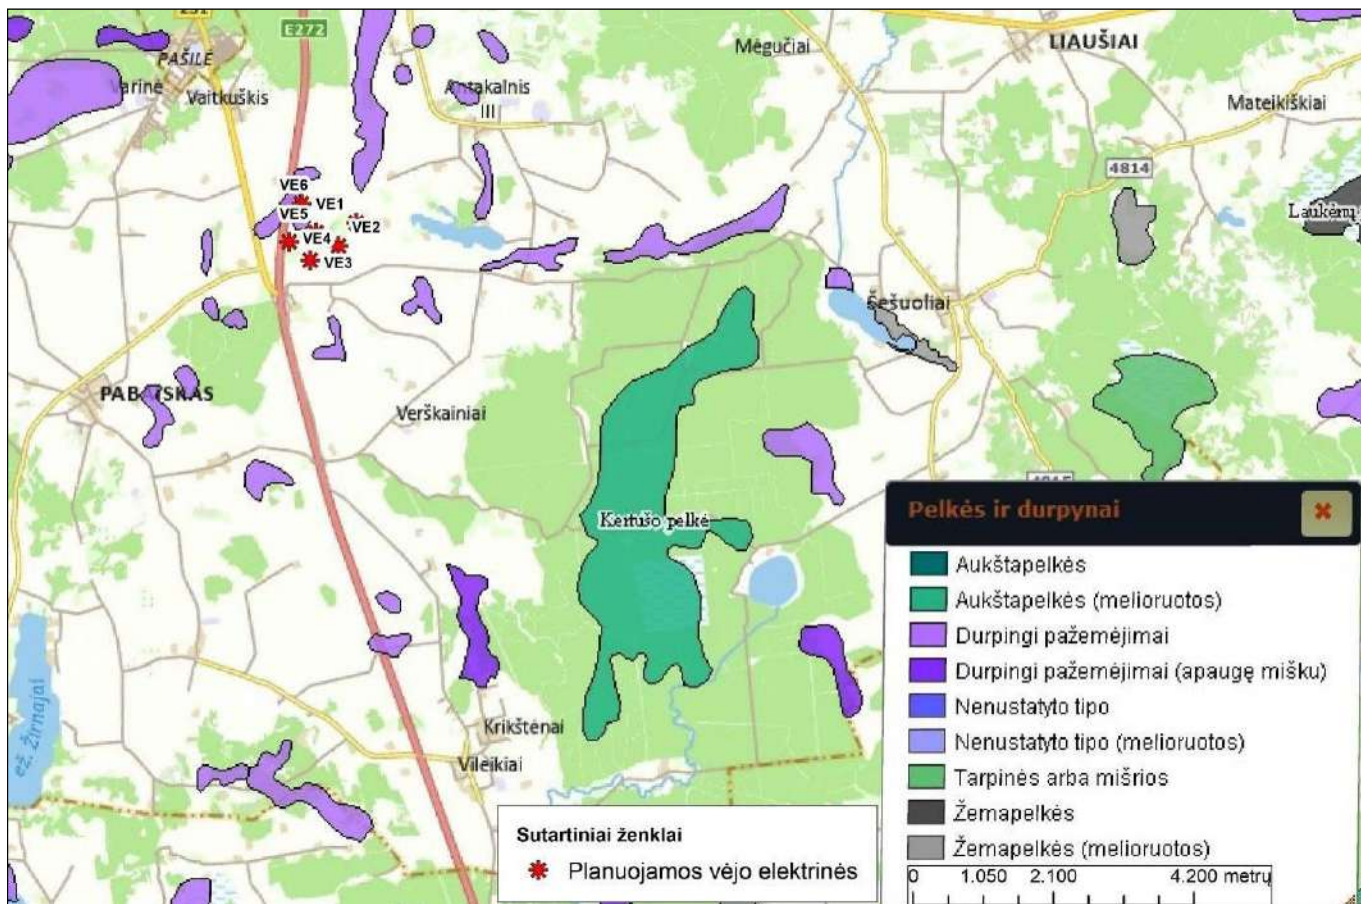 E272
PAŠILĖ
Vaitkuškis
Antakalnis
III
Mėgučiai
LIAUŠIAI
Mateikiškiai
4814
VE6
VE1
VE5
VE2
VE4
VE3
Šešuoliai
PABAISKAS
Verškainiai
Kertušo pelkė
Krikštėnai
Vileikiai
ež. Žirnajai
Pelkės ir durpynai
Aukštapelkės
Aukštapelkės (melioruotos)
Durpingi pažemėjimai
Durpingi pažemėjimai (apaugę mišku)
Nenustatyto tipo
Nenustatyto tipo (melioruotos)
Tarpinės arba mišrios
Žemapelkės
Žemapelkės (melioruotos)
0 1.050 2.100 4.200 metrų
Sutartiniai ženklai
Planuojamos vėjo elektrinės